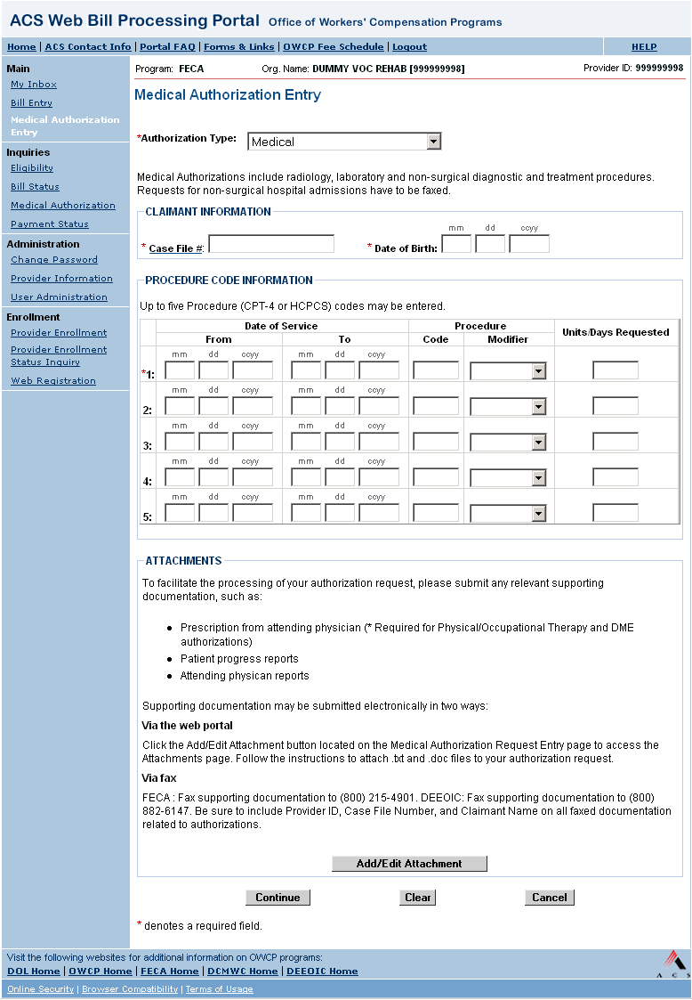 ACS Web Bill Processing Portal Office of Workers' Compensation Programs
Home | ACS Contact Info | Portal FAQ | Forms & Links | OWCP Fee Schedule | Logout
HELP
Main
My Inbox
Bill Entry
Medical Authorization
Entry
Inquiries
Eligibility
Bill Status
Medical Authorization
Payment Status
Administration
Change Password
Provider Information
User Administration
Enrollment
Provider Enrollment
Provider Enrollment
Status Inquiry
Web Registration
Program: FECA Org. Name: DUMMY VOC REHAB [999999998] Provider ID: 999999998
Medical Authorization Entry
*Authorization Type: Medical
Medical Authorizations include radiology, laboratory and non-surgical diagnostic and treatment procedures.
Requests for non-surgical hospital admissions have to be faxed.
CLAIMANT INFORMATION
mm dd ccyy
* Case File #: * Date of Birth:
PROCEDURE CODE INFORMATION
Up to five Procedure (CPT-4 or HCPCS) codes may be entered.
Date of Service Procedure Units/Days Requested
From To Code Modifier
mm dd ccyy mm dd ccyy
*1:
mm dd ccyy mm dd ccyy
2:
mm dd ccyy mm dd ccyy
3:
mm dd ccyy mm dd ccyy
4:
mm dd ccyy mm dd ccyy
5:
ATTACHMENTS
To facilitate the processing of your authorization request, please submit any relevant supporting
documentation, such as:
• Prescription from attending physician (* Required for Physical/Occupational Therapy and DME
authorizations)
• Patient progress reports
• Attending physican reports
Supporting documentation may be submitted electronically in two ways:
Via the web portal
Click the Add/Edit Attachment button located on the Medical Authorization Request Entry page to access the
Attachments page. Follow the instructions to attach .txt and .doc files to your authorization request.
Via fax
FECA : Fax supporting documentation to (800) 215-4901. DEEOIC: Fax supporting documentation to (800)
882-6147. Be sure to include Provider ID, Case File Number, and Claimant Name on all faxed documentation
related to authorizations.
Add/Edit Attachment
Continue Clear Cancel
* denotes a required field.
Visit the following websites for additional information on OWCP programs:
DOL Home | OWCP Home | FECA Home | DCMWC Home | DEEOIC Home
A C S
Online Security | Browser Compatibility | Terms of Usage